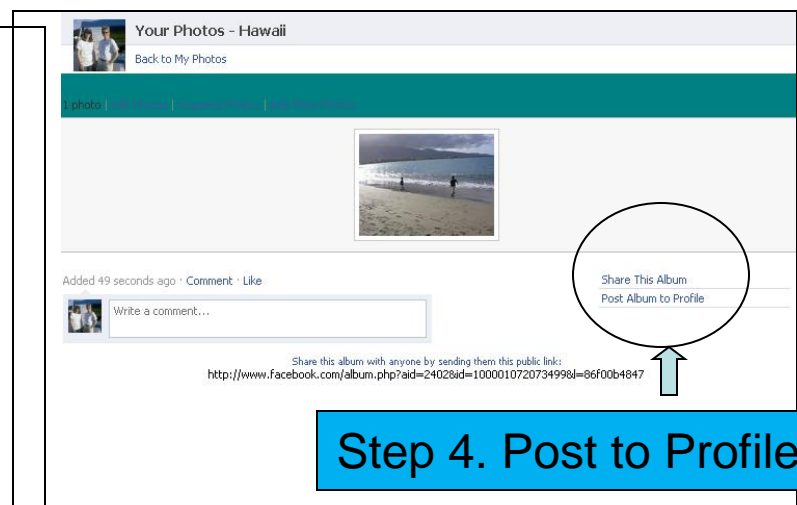 Your Photos - Hawaii
Back to My Photos
1 photo |
Added 49 seconds ago · Comment · Like
Share This Album
Post Album to Profile
Write a comment...
Share this album with anyone by sending them this public link:
http://www.facebook.com/album.php?aid=2402&id=100001072073499&l=86f00b4847
Step 4. Post to Profile